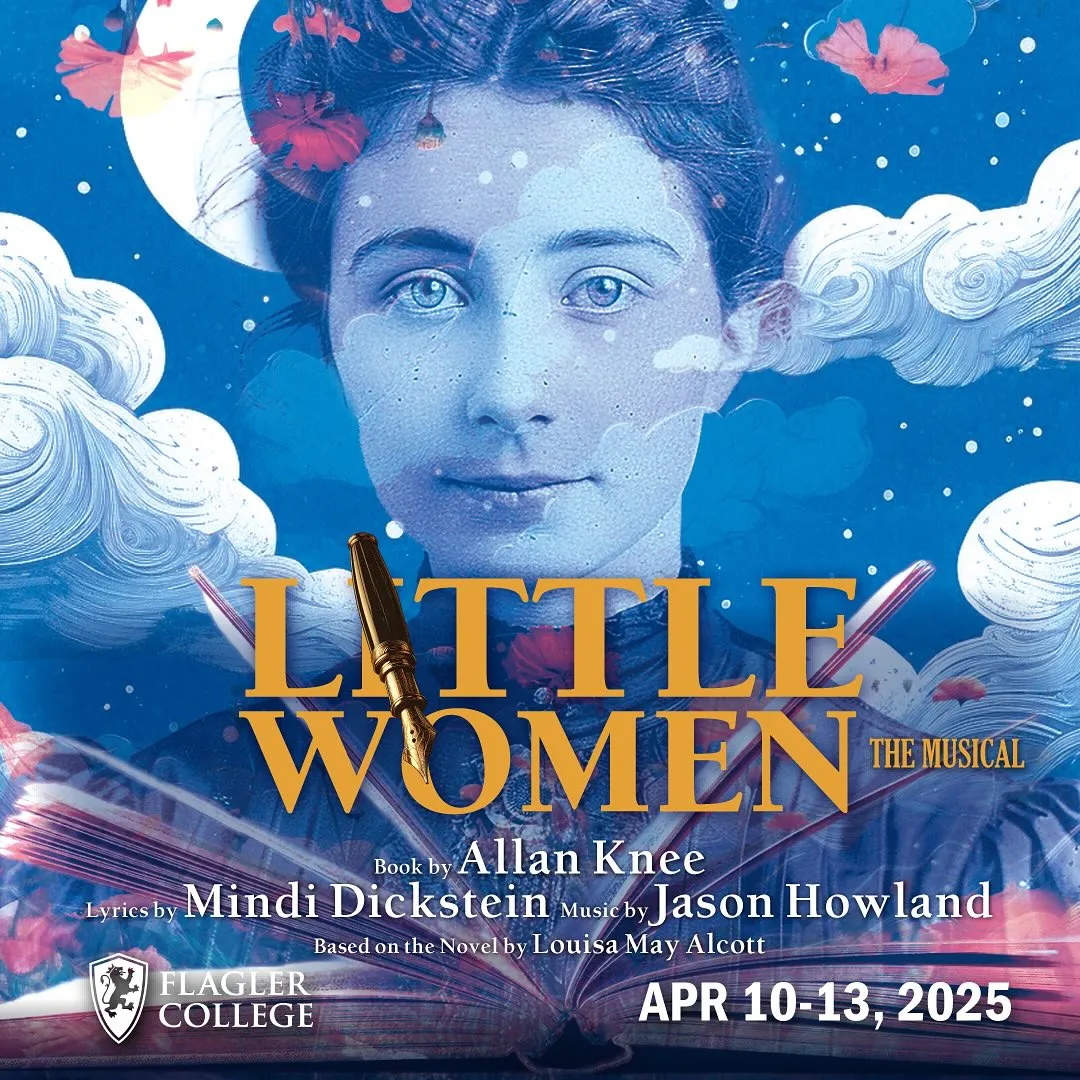 LITTLE
WOMEN THE MUSICAL
Book by Allan Knee
Lyrics by Mindi Dickstein Music by Jason Howland
Based on the Novel by Louisa May Alcott
FLAGLER
COLLEGE
APR 10-13, 2025